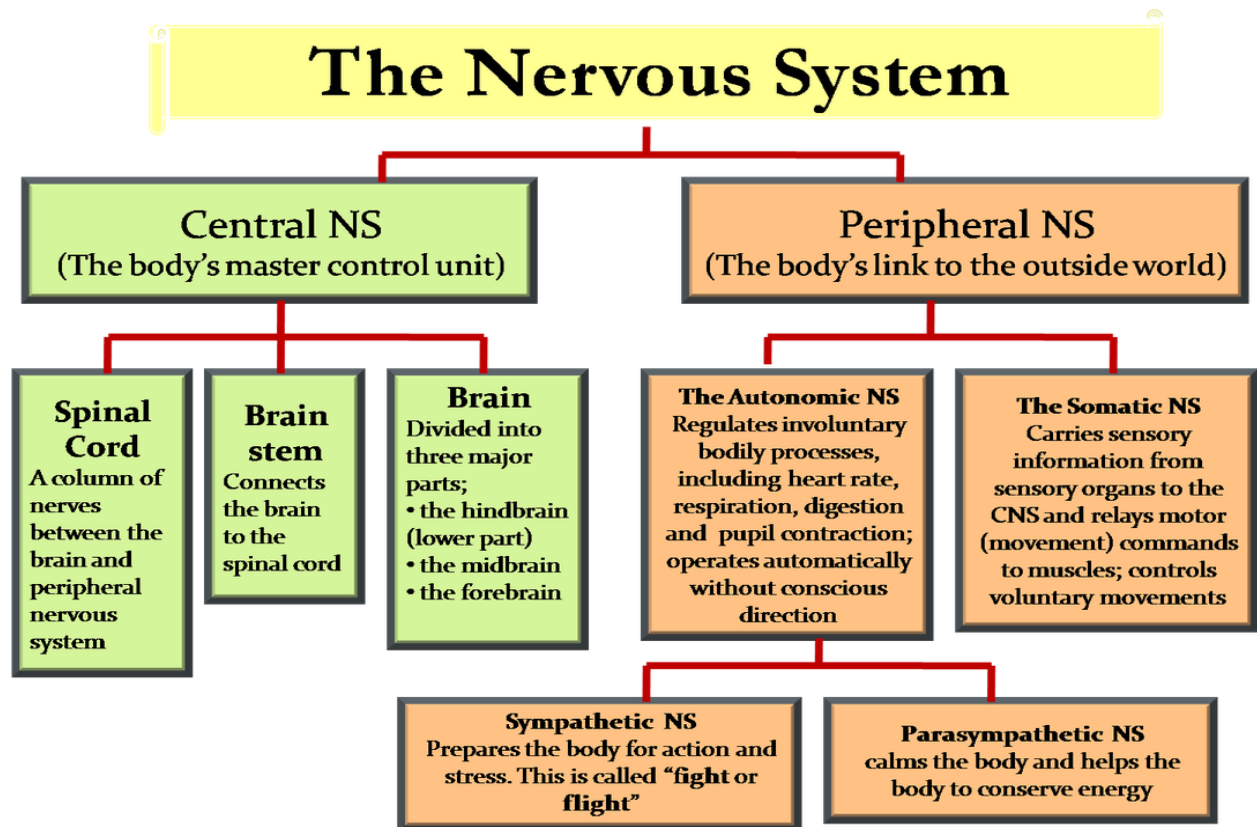 The Nervous System
Central NS
(The body's master control unit)
Peripheral NS
(The body's link to the outside world)
Spinal
Cord
A column of
nerves
between the
brain and
peripheral
nervous
system
Brain
stem
Connects
the brain
to the
spinal cord
Brain
Divided into
three major
parts;
• the hindbrain
(lower part)
• the midbrain
• the forebrain
The Autonomic NS
Regulates involuntary
bodily processes,
including heart rate,
respiration, digestion
and pupil contraction;
operates automatically
without conscious
direction
The Somatic NS
Carries sensory
information from
sensory organs to the
CNS and relays motor
(movement) commands
to muscles; controls
voluntary movements
Sympathetic NS
Prepares the body for action and
stress. This is called "fight or
flight"
Parasympathetic NS
calms the body and helps the
body to conserve energy